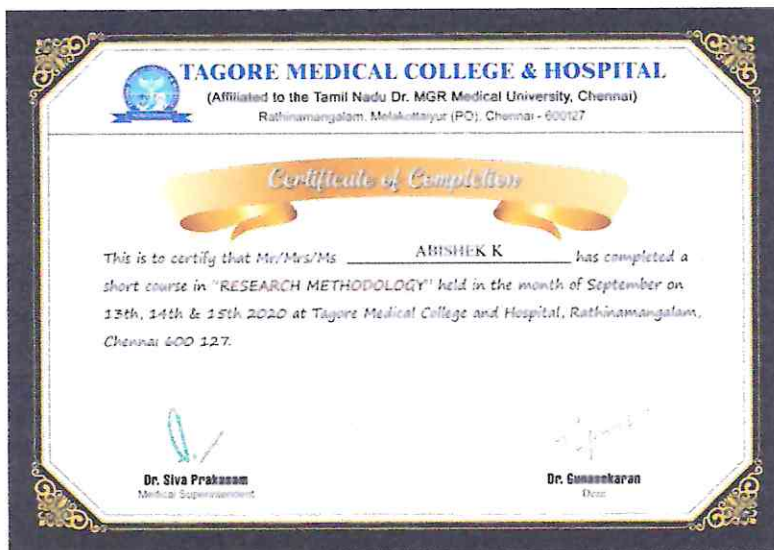 TAGORE MEDICAL COLLEGE & HOSPITAL
(Affiliated to the Tamil Nadu Dr. MGR Medical University, Chennai)
Rathinamangalam, Melakottaiyur (PO), Chennai - 600127
Certificate of Completion
This is to certify that Mr/Mrs/Ms ABISHEK K has completed a
short course in "RESEARCH METHODOLOGY" held in the month of September on
13th, 14th & 15th 2020 at Tagore Medical College and Hospital, Rathinamangalam,
Chennai 600 127.
Dr. Siva Prakasam
Medical Superintendent
Dr. Gunasekaran
Dean